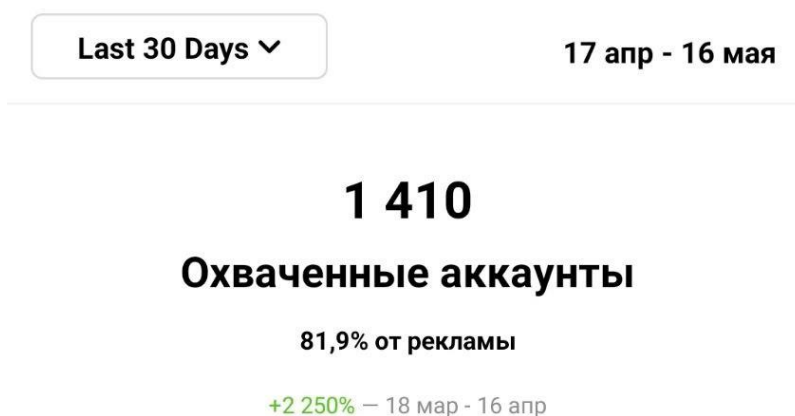 Last 30 Days
17 апр - 16 мая
1 410
Охваченные аккаунты
81,9% от рекламы
+2 250% — 18 мар - 16 апр